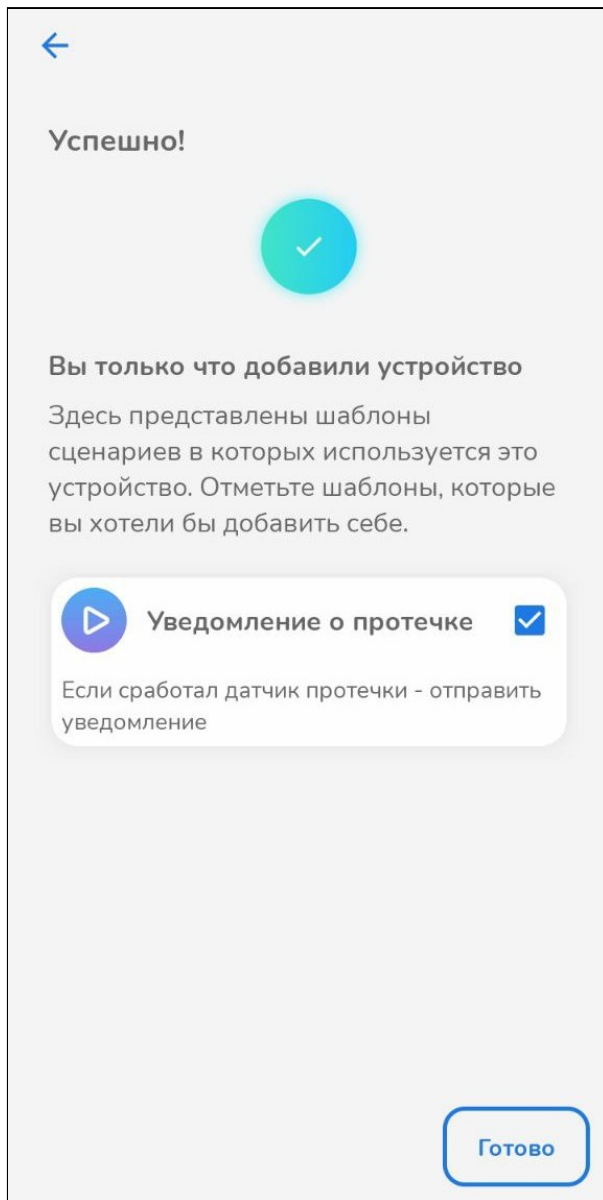 Успешно!
Вы только что добавили устройство
Здесь представлены шаблоны
сценариев в которых используется это
устройство. Отметьте шаблоны, которые
вы хотели бы добавить себе.
Уведомление о протечке
Если сработал датчик протечки - отправить
уведомление
Готово